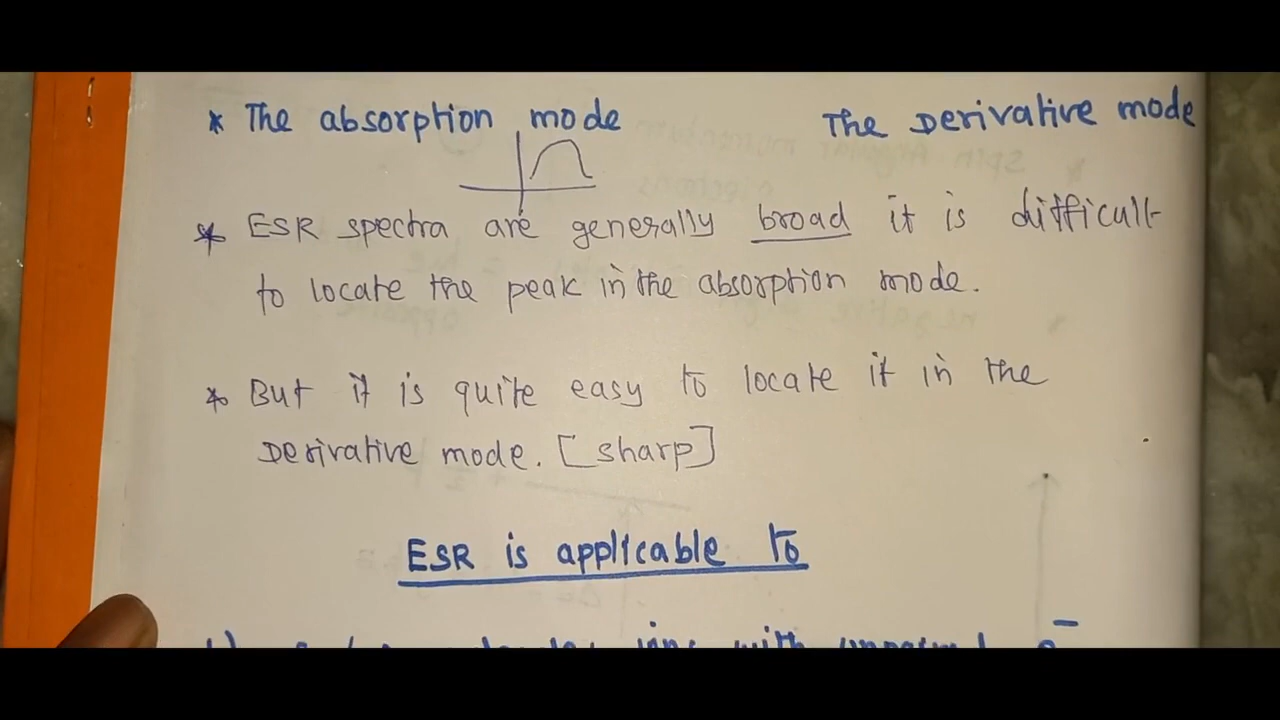 * The absorption mode The Derivative mode
* ESR spectra are generally broad it is difficult
to locate the peak in the absorption mode.
* But it is quite easy to locate it in the
Derivative mode. [sharp]
ESR is applicable to
with e-